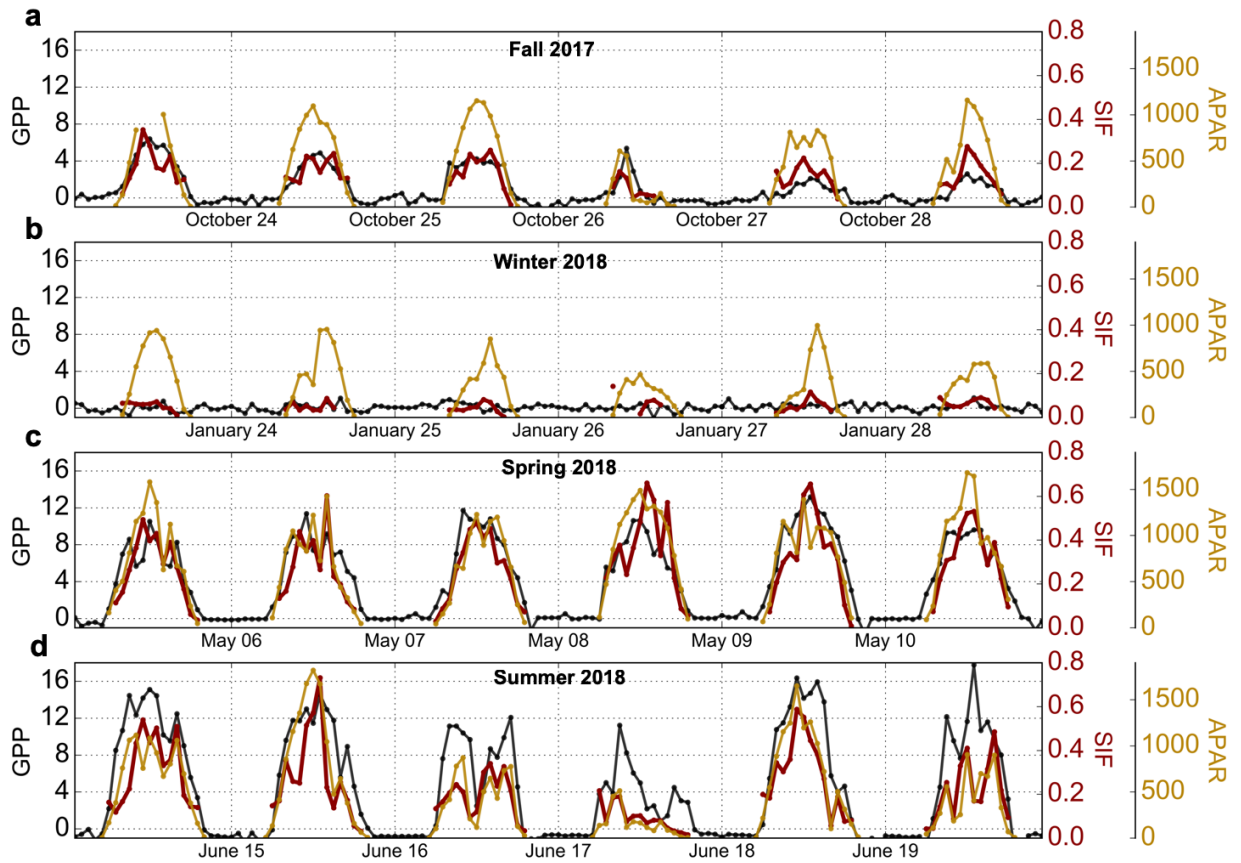 a
Fall 2017
GPP
16
12
8
4
0
0.8
0.6
0.4
0.2
0.0
SIF
1500
1000
500
0
APAR
October 24
October 25
October 26
October 27
October 28
b
Winter 2018
GPP
16
12
8
4
0
0.8
0.6
0.4
0.2
0.0
SIF
1500
1000
500
0
APAR
January 24
January 25
January 26
January 27
January 28
c
Spring 2018
GPP
16
12
8
4
0
0.8
0.6
0.4
0.2
0.0
SIF
1500
1000
500
0
APAR
May 06
May 07
May 08
May 09
May 10
d
Summer 2018
GPP
16
12
8
4
0
0.8
0.6
0.4
0.2
0.0
SIF
1500
1000
500
0
APAR
June 15
June 16
June 17
June 18
June 19